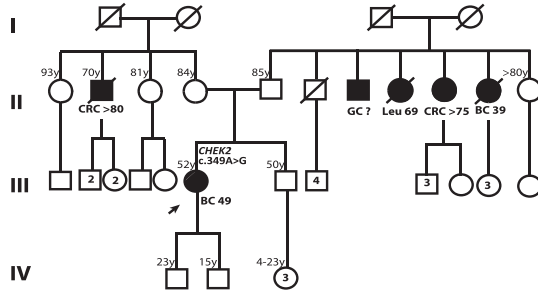 I
93y 70y 81y 84y 85y >80y
II
CRC >80 GC ? Leu 69 CRC >75 BC 39
CHEK2
c.349A>G
52y 50y
III 2 2 4 3 3
BC 49
23y 15y 4-23y
IV 3